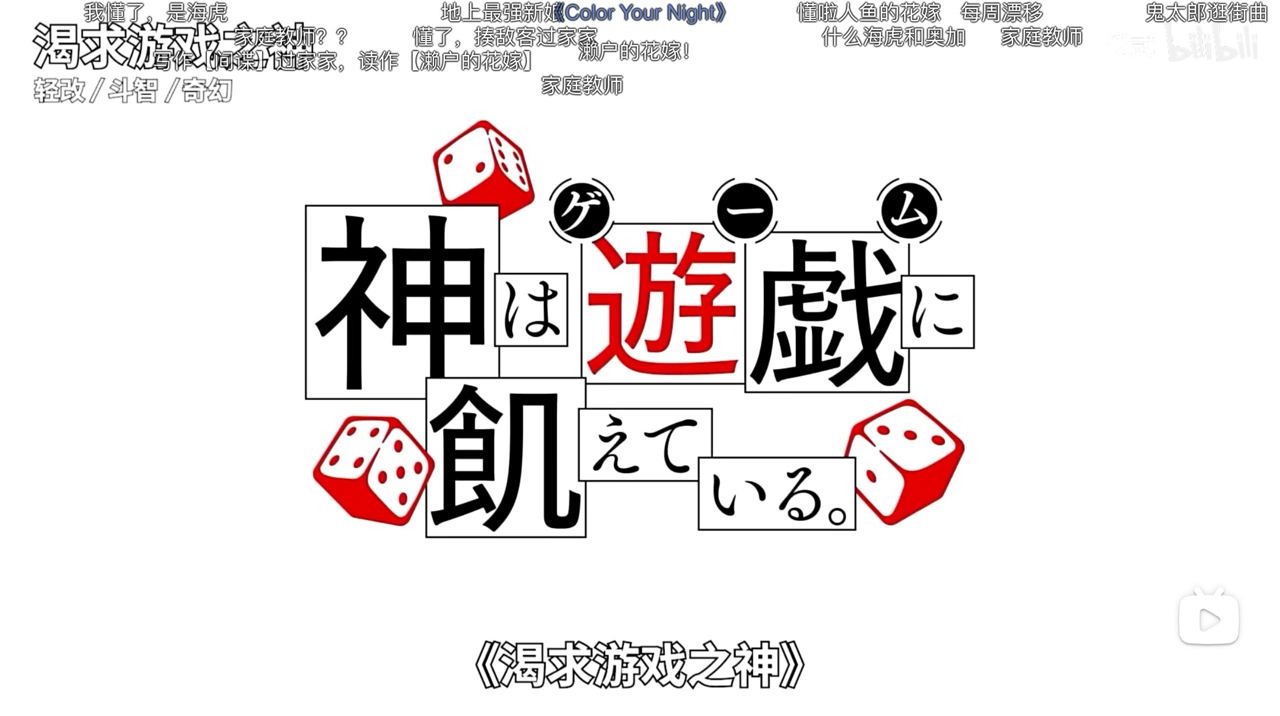 我懂了，是海虎
地上最强新娘
《Color Your Night》
懂啦人鱼的花嫁
每周漂移
鬼太郎逛街曲
渴求游戏之神
家庭教师？？
懂了，揍敌客过家家
什么海虎和奥加
家庭教师
bilibili
写作【间谍】过家家，读作【濑户的花嫁】
濑户的花嫁！
轻改 / 斗智 / 奇幻
家庭教师
ゲーム
神は遊戯に
飢えている。
《渴求游戏之神》